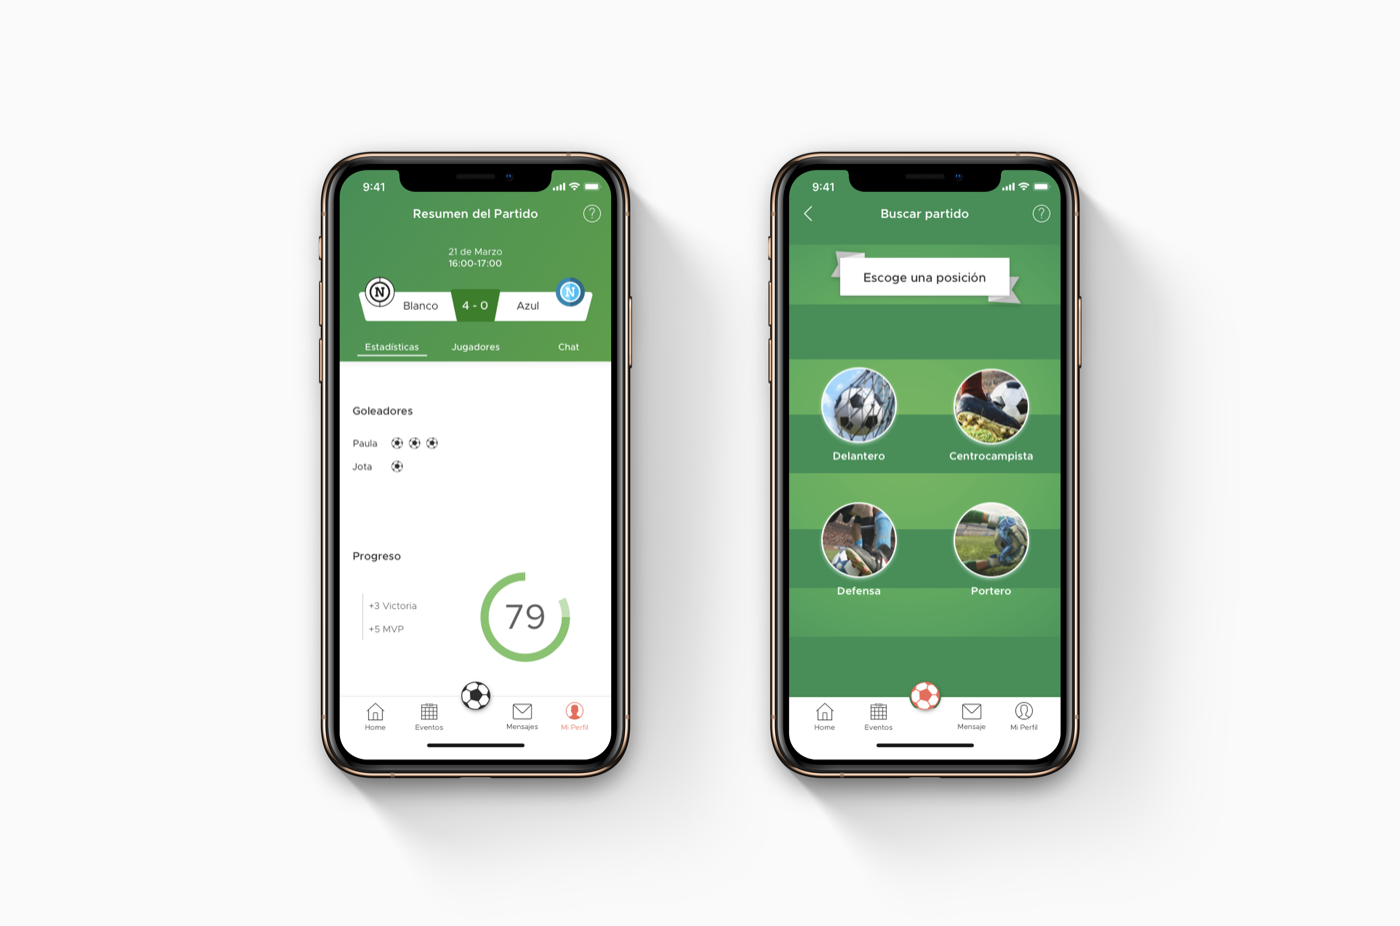 9:41
Resumen del Partido
?
21 de Marzo
16:00-17:00
N
Blanco
4 - 0
Azul
N
Estadísticas
Jugadores
Chat
Goleadores
Paula
Jota
Progreso
+3 Victoria
+5 MVP
79
Home
Eventos
Mensajes
Mi Perfil
9:41
Buscar partido
?
Escoge una posición
Delantero
Centrocampista
Defensa
Portero
Home
Eventos
Mensaje
Mi Perfil